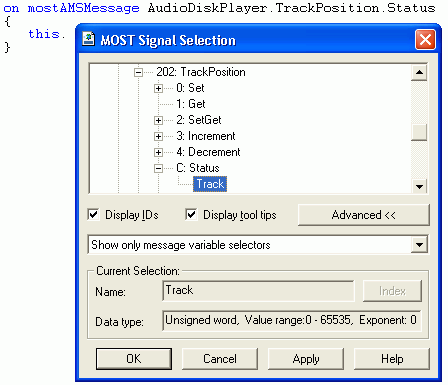 on mostAMSMessage AudioDiskPlayer.TrackPosition.Status
{
this.
}
MOST Signal Selection
202: TrackPosition
0: Set
1: Get
2: SetGet
3: Increment
4: Decrement
C: Status
Track
Display IDs Display tool tips Advanced <<
Show only message variable selectors
Current Selection:
Name: Track Index
Data type: Unsigned word, Value range:0 - 65535, Exponent: 0
OK Cancel Apply Help